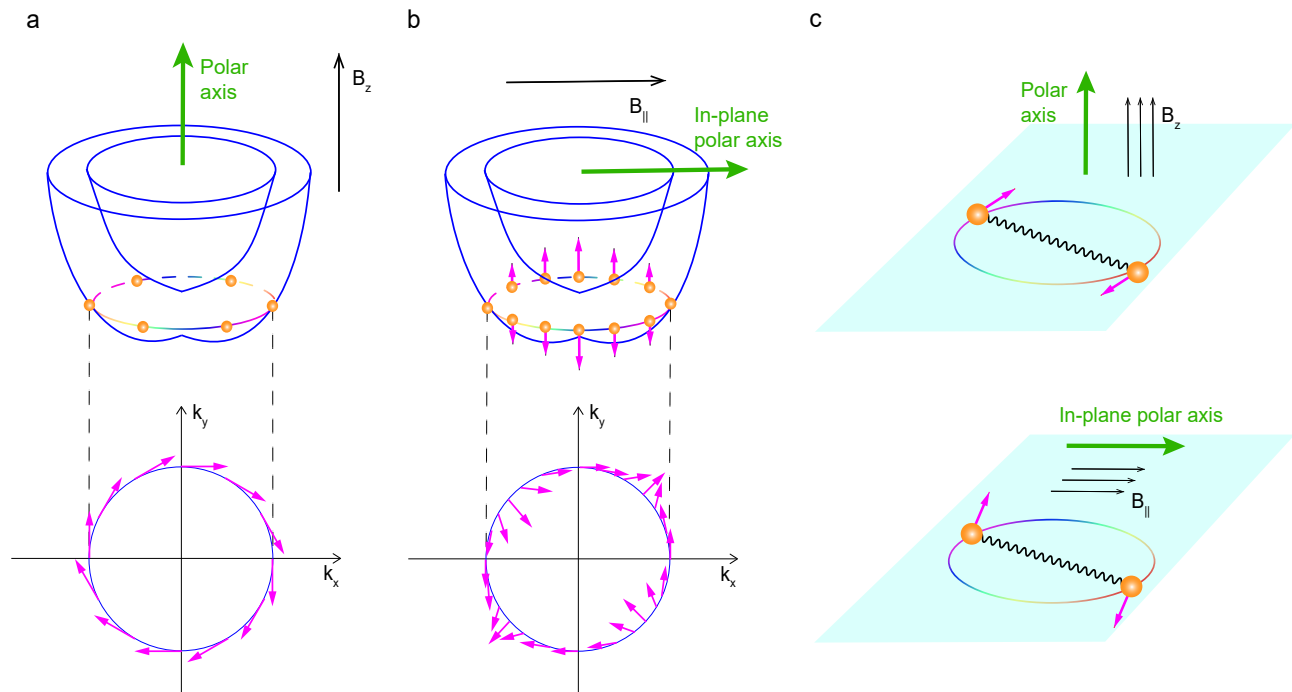 a
Polar
axis
B_z
k_y
k_x
b
B_||
In-plane
polar axis
k_y
k_x
c
Polar
axis
B_z
In-plane polar axis
B_||